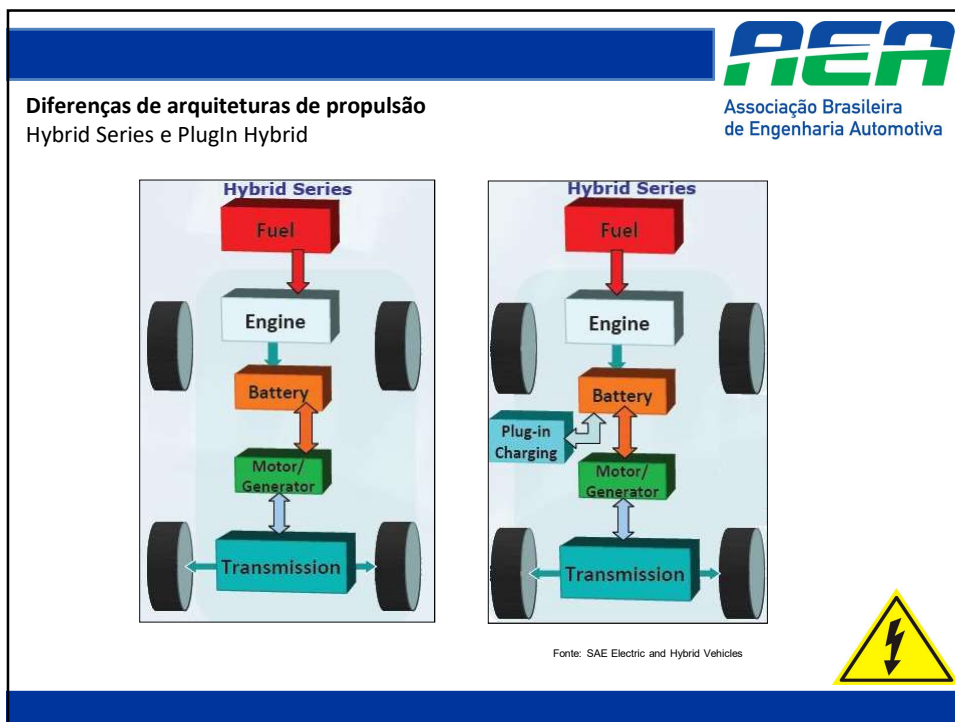 AEA
Associação Brasileira
de Engenharia Automotiva
Diferenças de arquiteturas de propulsão
Hybrid Series e PlugIn Hybrid
Hybrid Series
Fuel
Engine
Battery
Motor/
Generator
Transmission
Hybrid Series
Fuel
Engine
Battery
Plug-in
Charging
Motor/
Generator
Transmission
Fonte: SAE Electric and Hybrid Vehicles